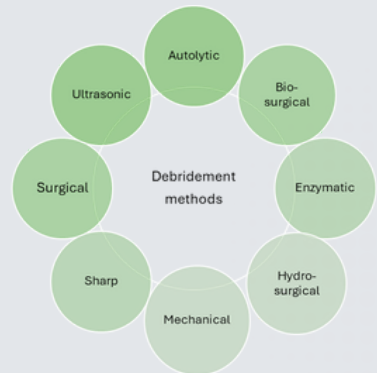 Debridement
methods
Autolytic
Bio-
surgical
Enzymatic
Hydro-
surgical
Mechanical
Sharp
Surgical
Ultrasonic